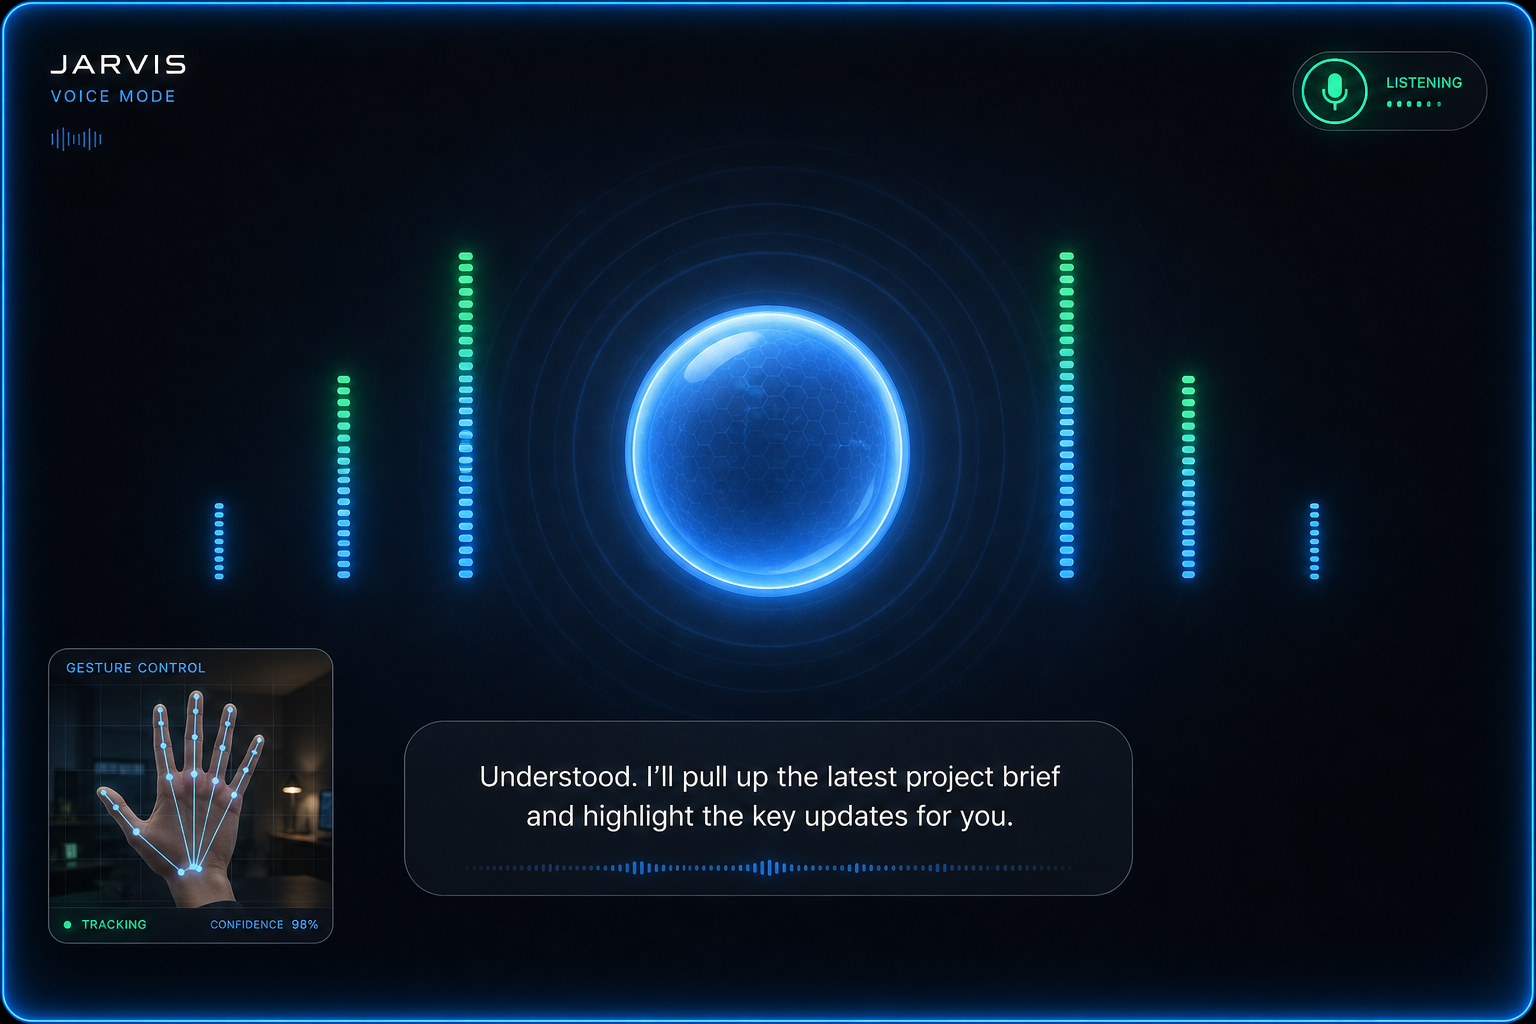 JARVIS
VOICE MODE
LISTENING
GESTURE CONTROL
Understood. I’ll pull up the latest project brief
and highlight the key updates for you.
TRACKING
CONFIDENCE 98%